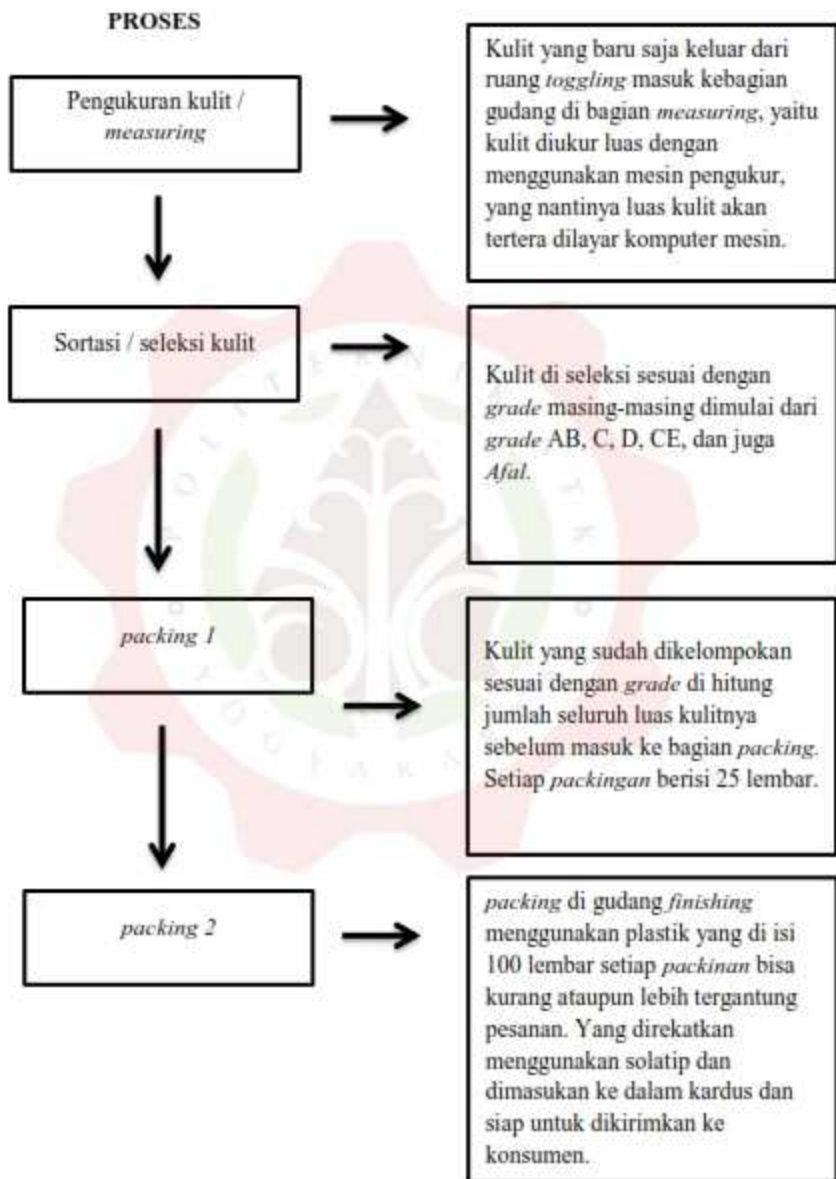 PROSES
Pengukuran kulit /
measuring
Kulit yang baru saja keluar dari
ruang toggling masuk kebagian
gudang di bagian measuring, yaitu
kulit diukur luas dengan
menggunakan mesin pengukur,
yang nantinya luas kulit akan
tertera dilayar komputer mesin.
Sortasi / seleksi kulit
Kulit di seleksi sesuai dengan
grade masing-masing dimulai dari
grade AB, C, D, CE, dan juga
Afal.
packing 1
Kulit yang sudah dikelompokan
sesuai dengan grade di hitung
jumlah seluruh luas kulitnya
sebelum masuk ke bagian packing.
Setiap packingan berisi 25 lembar.
packing 2
packing di gudang finishing
menggunakan plastik yang di isi
100 lembar setiap packinan bisa
kurang ataupun lebih tergantung
pesanan. Yang direkatkan
menggunakan solatip dan
dimasukan ke dalam kardus dan
siap untuk dikirimkan ke
konsumen.